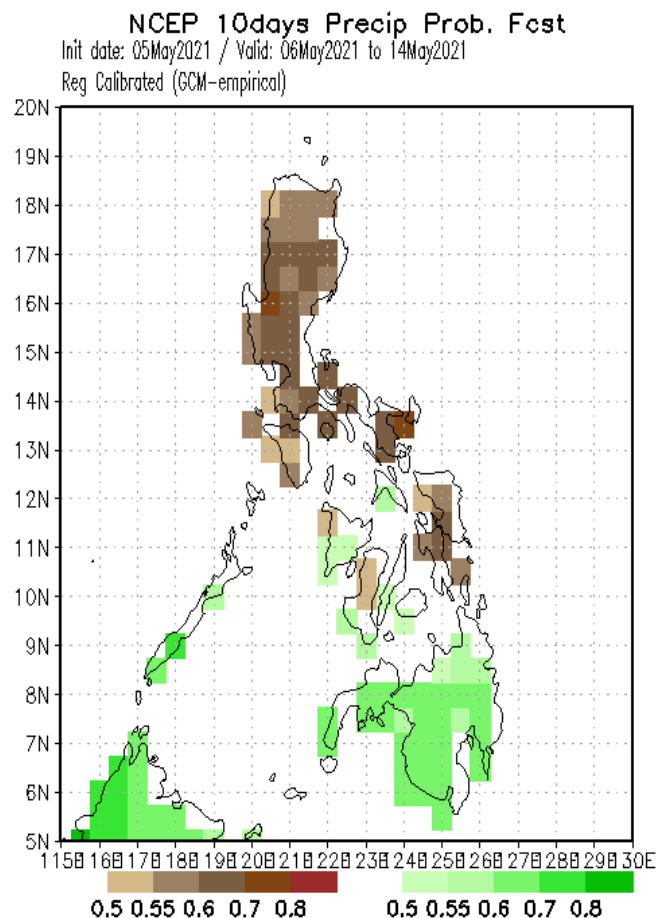 NCEP 10days Precip Prob. Fcst
Init date: 05May2021 / Valid: 06May2021 to 14May2021
Reg Calibrated (GCM-empirical)
20N
19N
18N
17N
16N
15N
14N
13N
12N
11N
10N
9N
8N
7N
6N
5N
115E 116E 117E 118E 119E 120E 121E 122E 123E 124E 125E 126E 127E 128E 129E 130E
0.5 0.55 0.6 0.7 0.8 0.5 0.55 0.6 0.7 0.8